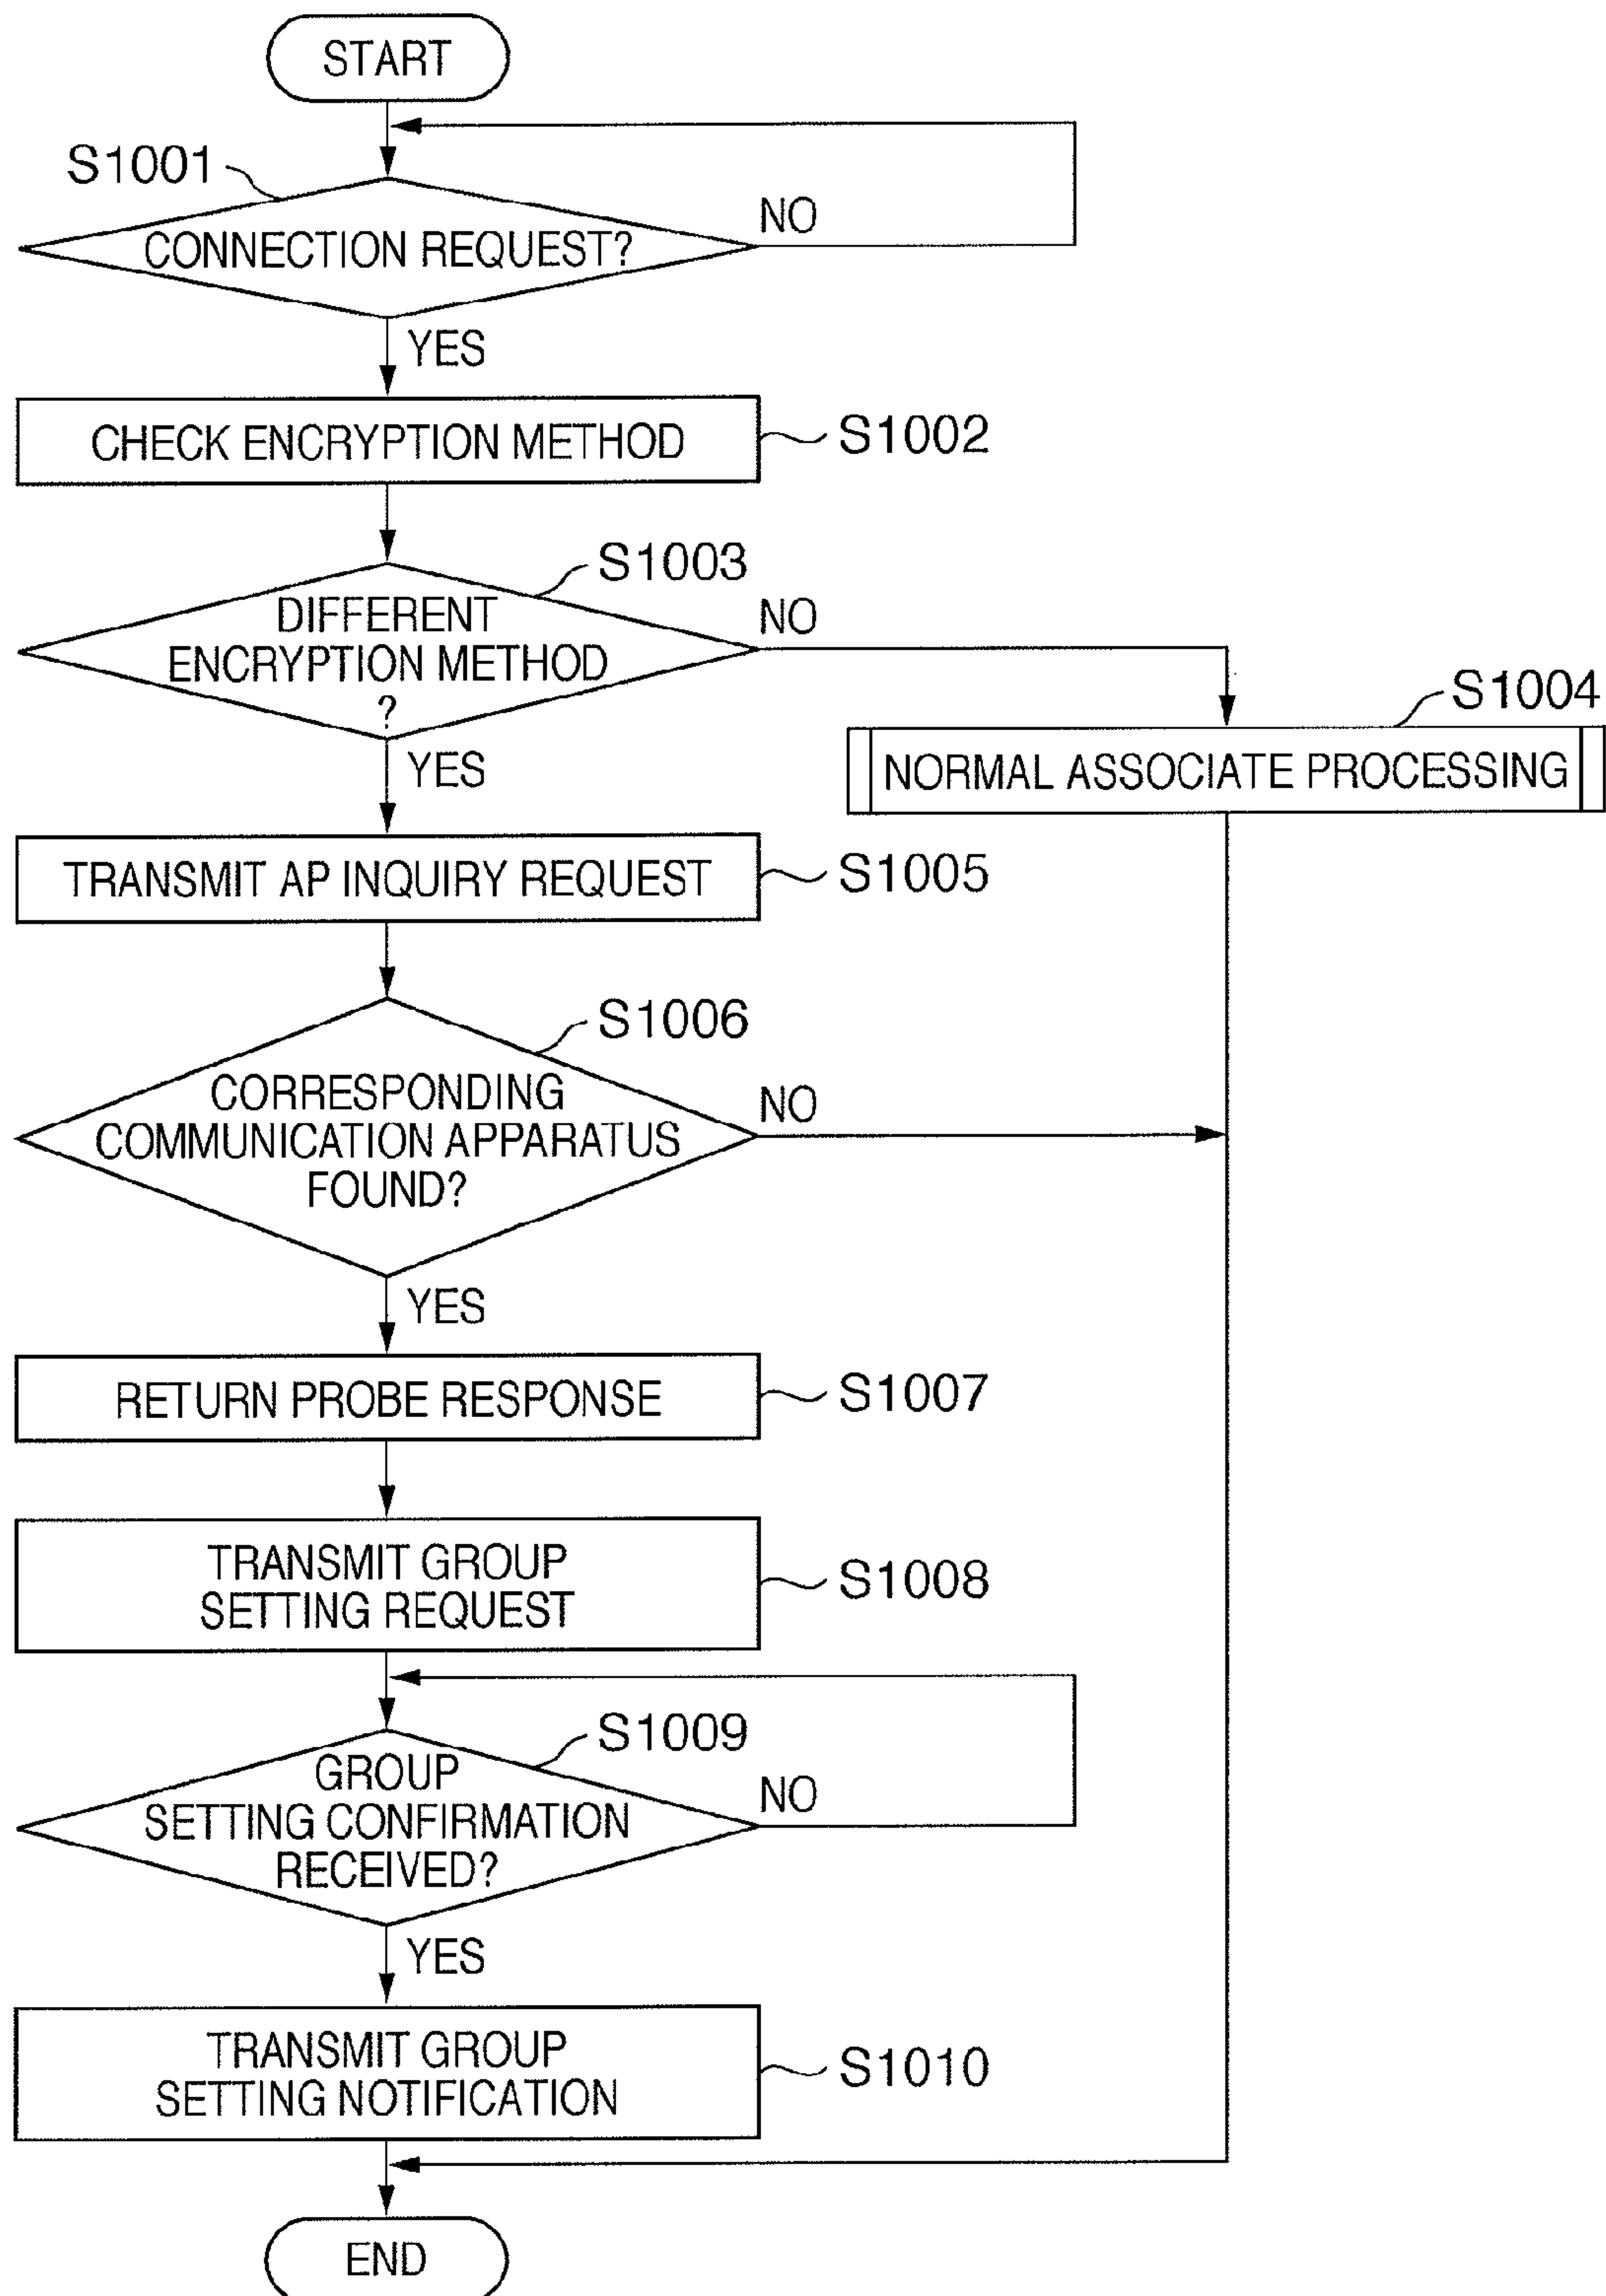 START
S1001
CONNECTION REQUEST?
NO
YES
CHECK ENCRYPTION METHOD
S1002
S1003
DIFFERENT
ENCRYPTION METHOD
?
NO
YES
S1004
NORMAL ASSOCIATE PROCESSING
TRANSMIT AP INQUIRY REQUEST
S1005
S1006
CORRESPONDING
COMMUNICATION APPARATUS
FOUND?
NO
YES
RETURN PROBE RESPONSE
S1007
TRANSMIT GROUP
SETTING REQUEST
S1008
S1009
GROUP
SETTING CONFIRMATION
RECEIVED?
NO
YES
TRANSMIT GROUP
SETTING NOTIFICATION
S1010
END